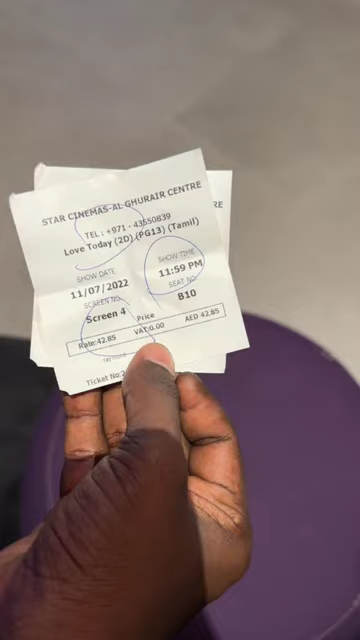 STAR CINEMAS-AL GHURAIR CENTRE
TEL: +971 - 43550839
Love Today (2D) (PG13) (Tamil)
SHOW DATE
SHOW TIME
11/07/2022
11:59 PM
SCREEN NO
SEAT NO
Screen 4
B10
Price
Rate:42.85 VAT:0.00 AED 42.85
Ticket No:
RE